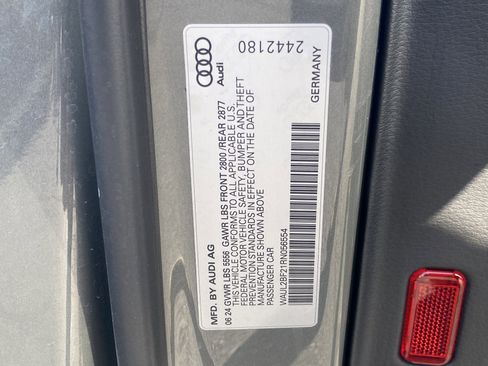 MFD. BY AUDI AG
06 24 GVWR LBS 5556 GAWR LBS FRONT 2800 /REAR 2877
THIS VEHICLE CONFORMS TO ALL APPLICABLE U.S.
FEDERAL MOTOR VEHICLE SAFETY, BUMPER AND THEFT
PREVENTION STANDARDS IN EFFECT ON THE DATE OF
MANUFACTURE SHOWN ABOVE
PASSENGER CAR
WAUL2BF21RN056554
Audi
2442180
GERMANY